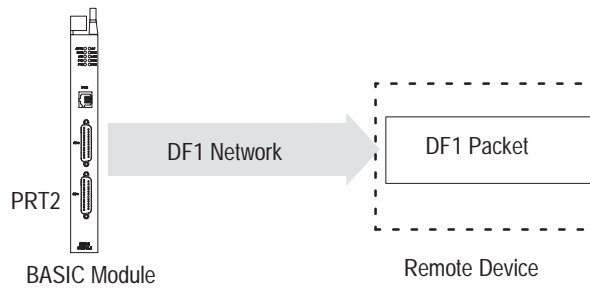 DF1 Network
DF1 Packet
PRT2
BASIC Module
Remote Device